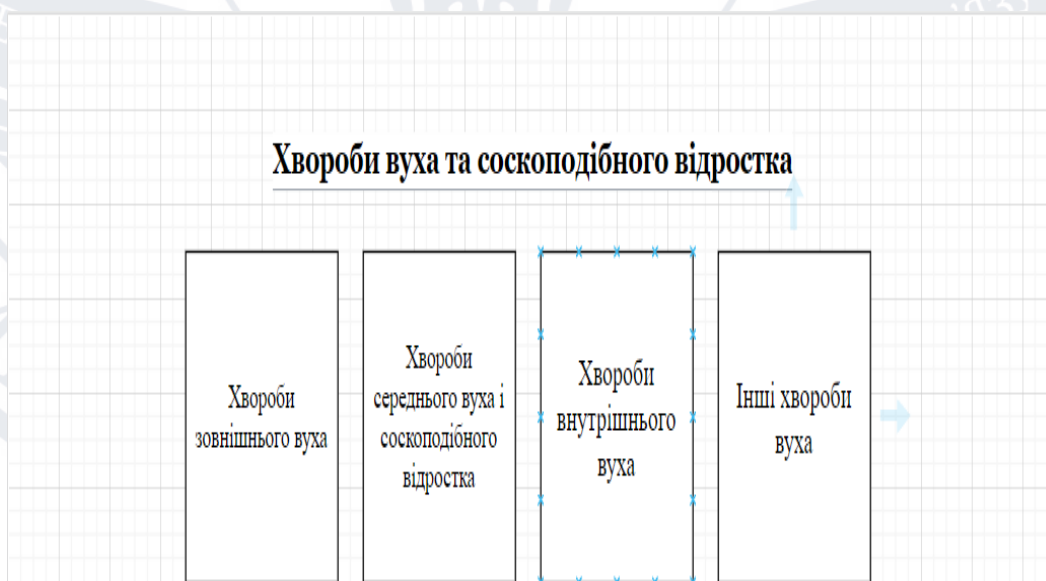 Хвороби вуха та соскоподібного відростка
Хвороби
зовнішнього вуха
Хвороби
середнього вуха і
соскоподібного
відростка
Хвороби
внутрішнього
вуха
Інші хвороби
вуха